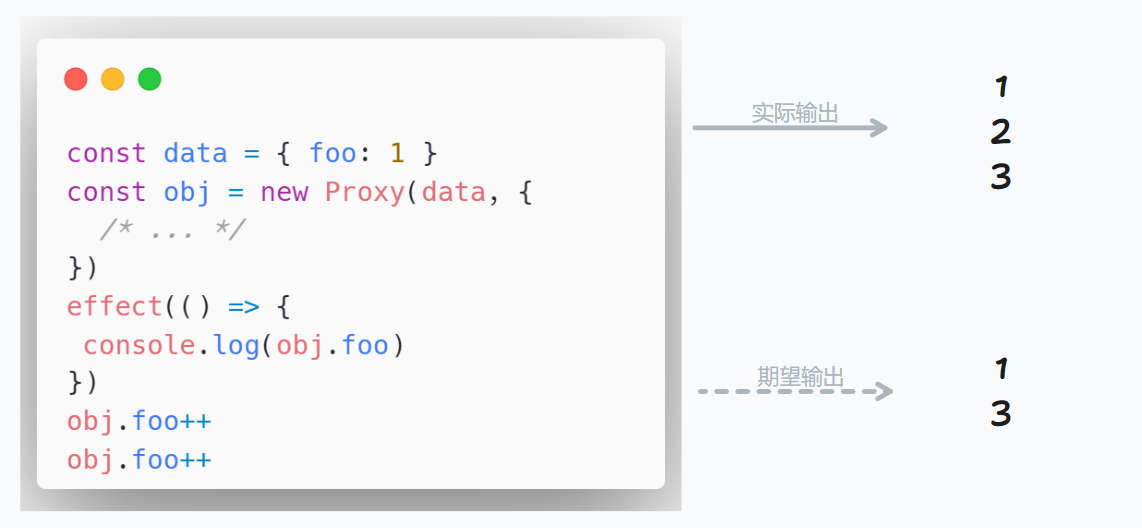 const data = { foo: 1 }
const obj = new Proxy(data, {
  /* ... */
})
effect(() => {
 console.log(obj.foo)
})
obj.foo++
obj.foo++
实际输出
1
2
3
期望输出
1
3